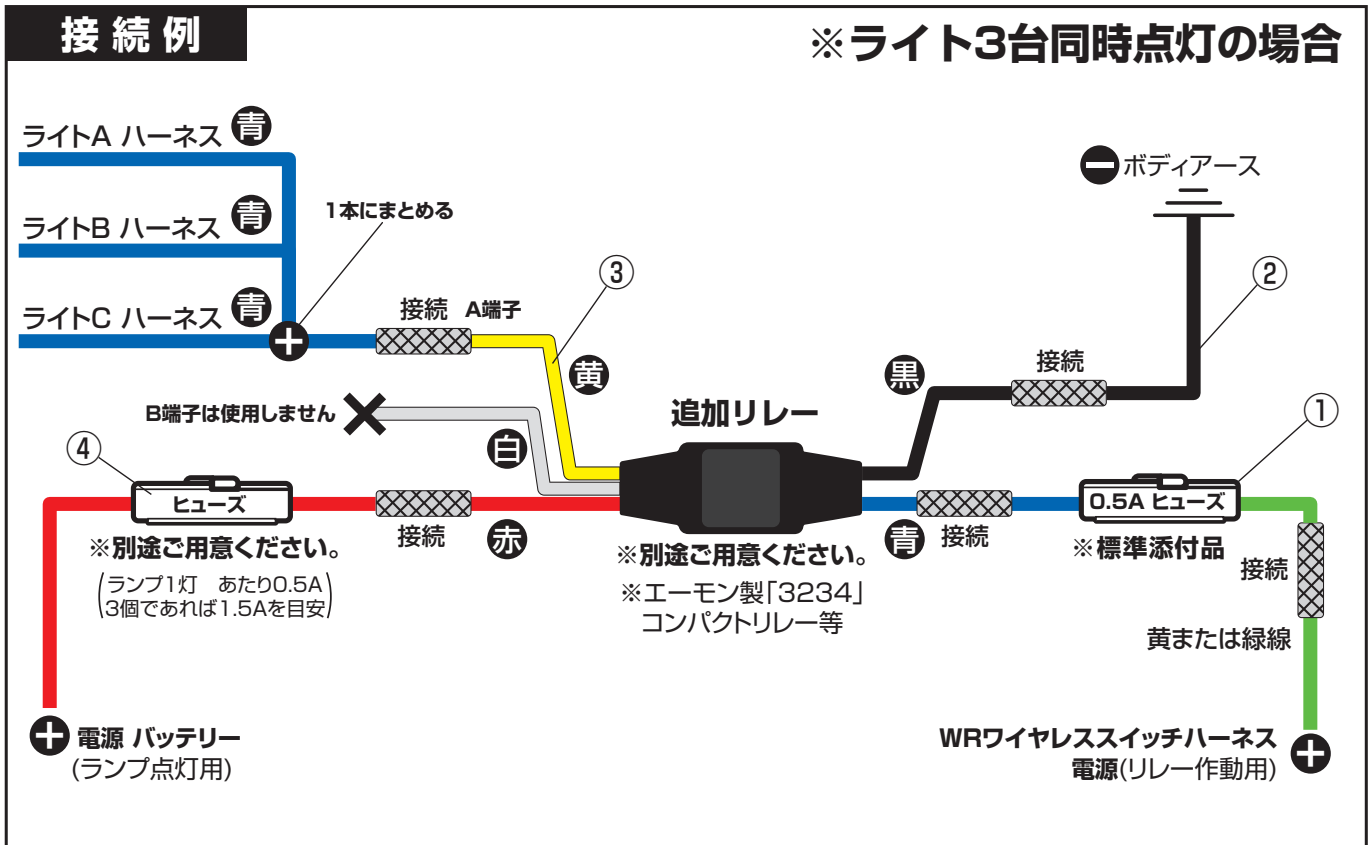 接続例
※ライト3台同時点灯の場合
ライトA ハーネス 青
ライトB ハーネス 青
ライトC ハーネス 青
1本にまとめる
接続 A端子
③
黄
B端子は使用しません
白
④
ヒューズ
※別途ご用意ください。
(ランプ1灯 あたり0.5A
3個であれば1.5Aを目安)
接続
赤
電源 バッテリー
(ランプ点灯用)
追加リレー
※別途ご用意ください。
※エーモン製「3234」
コンパクトリレー等
ボディアース
②
黒
接続
①
青
接続
0.5A ヒューズ
※標準添付品
接続
黄または緑線
WRワイヤレススイッチハーネス
電源(リレー作動用)